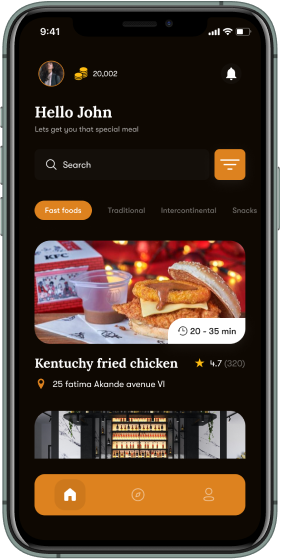 9:41
20,002
Hello John
Lets get you that special meal
Search
Fast foods Traditional Intercontinental Snacks
KFC
20 - 35 min
Kentuchy fried chicken 4.7 (320)
25 fatima Akande avenue VI